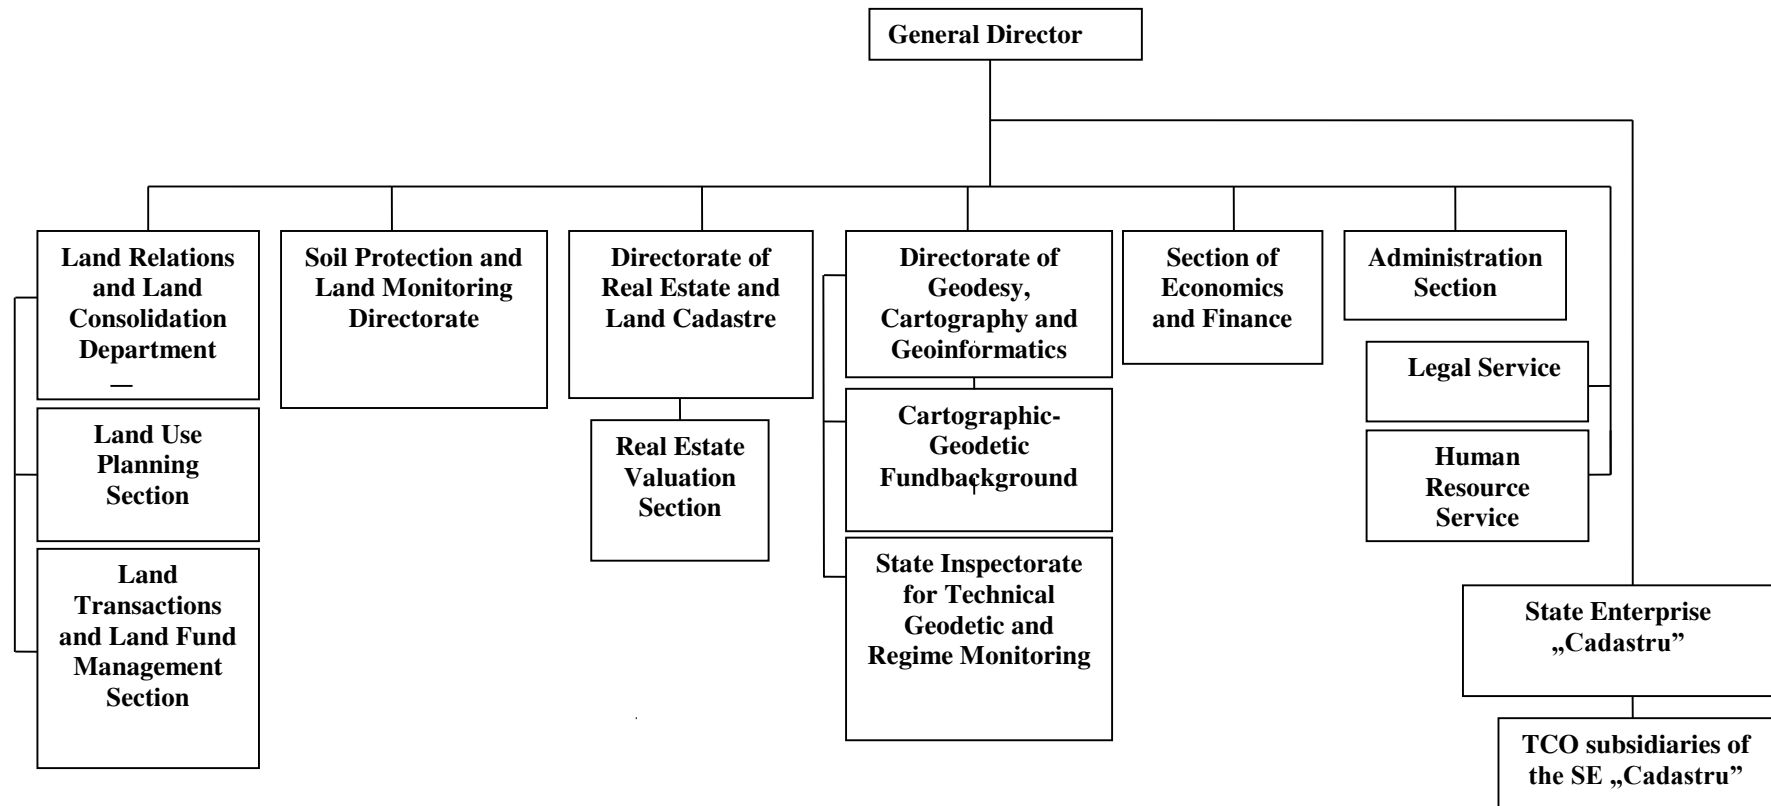 General Director
Land Relations
and Land
Consolidation
Department
Soil Protection and
Land Monitoring
Directorate
Directorate of
Real Estate and
Land Cadastre
Directorate of
Geodesy,
Cartography and
Geoinformatics
Section of
Economics
and Finance
Administration
Section
Legal Service
Human
Resource
Service
Land Use
Planning
Section
Real Estate
Valuation
Section
Cartographic-
Geodetic
Fundbackground
Land
Transactions
and Land Fund
Management
Section
State Inspectorate
for Technical
Geodetic and
Regime Monitoring
State Enterprise
„Cadastru”
TCO subsidiaries of
the SE „Cadastru”